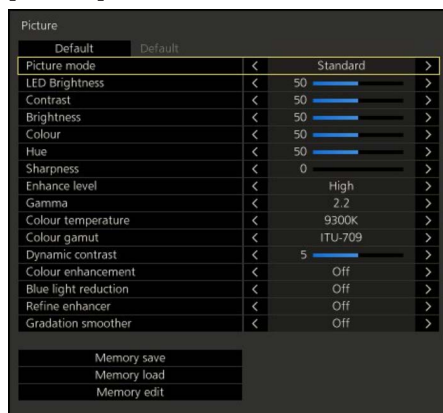 Picture
Default Default
Picture mode < Standard >
LED Brightness < 50 >
Contrast < 50 >
Brightness < 50 >
Colour < 50 >
Hue < 50 >
Sharpness < 0 >
Enhance level < High >
Gamma < 2.2 >
Colour temperature < 9300K >
Colour gamut < ITU-709 >
Dynamic contrast < 5 >
Colour enhancement < Off >
Blue light reduction < Off >
Refine enhancer < Off >
Gradation smoother < Off >
Memory save
Memory load
Memory edit